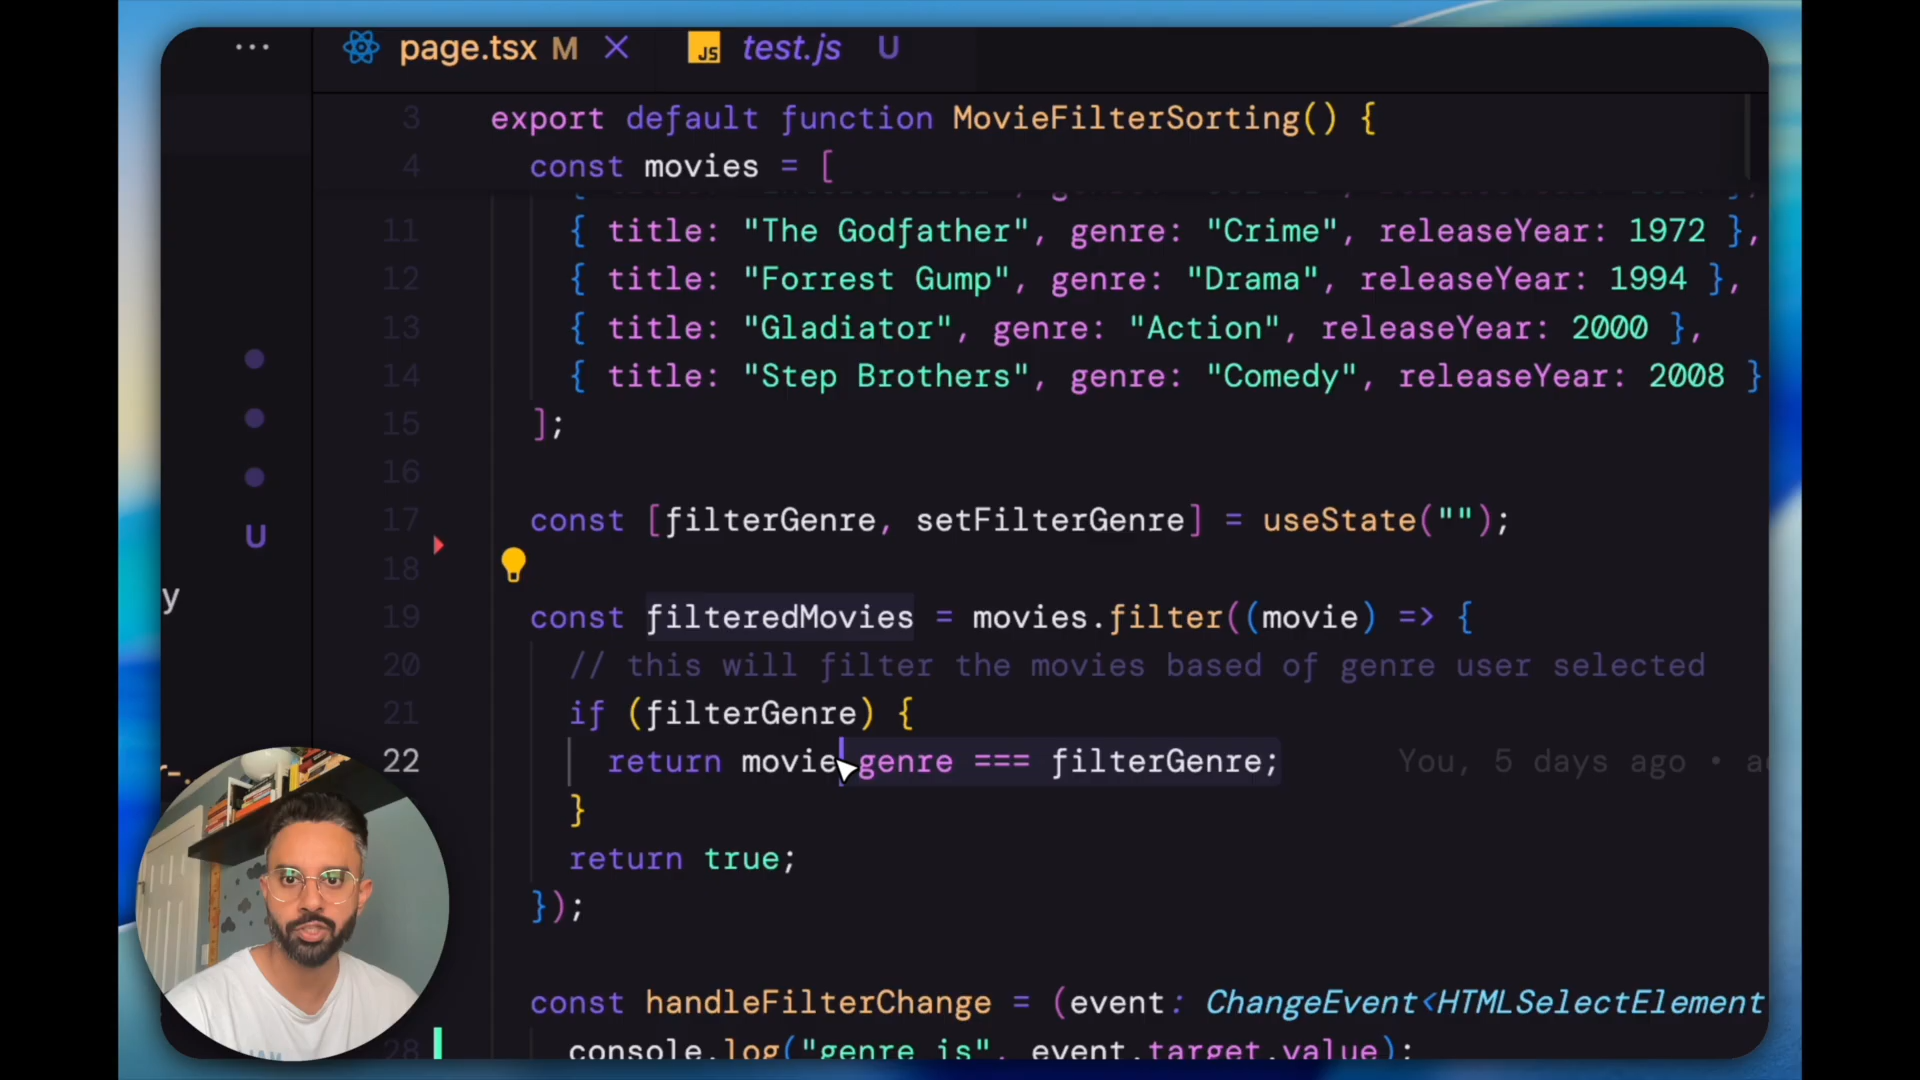 ··· page.tsx M test.js U
3 export default function MovieFilterSorting() {
4 const movies = [
11 { title: "The Godfather", genre: "Crime", releaseYear: 1972 },
12 { title: "Forrest Gump", genre: "Drama", releaseYear: 1994 },
13 { title: "Gladiator", genre: "Action", releaseYear: 2000 },
14 { title: "Step Brothers", genre: "Comedy", releaseYear: 2008 }
15 ];
16
17 const [filterGenre, setFilterGenre] = useState("");
U
18
y
19 const filteredMovies = movies.filter((movie) => {
20 // this will filter the movies based of genre user selected
21 if (filterGenre) {
22 return movie genre === filterGenre; You, 5 days ago •
}
return true;
});
const handleFilterChange = (event: ChangeEvent<HTMLSelectElement
28 console.log("genre is", event.target.value);